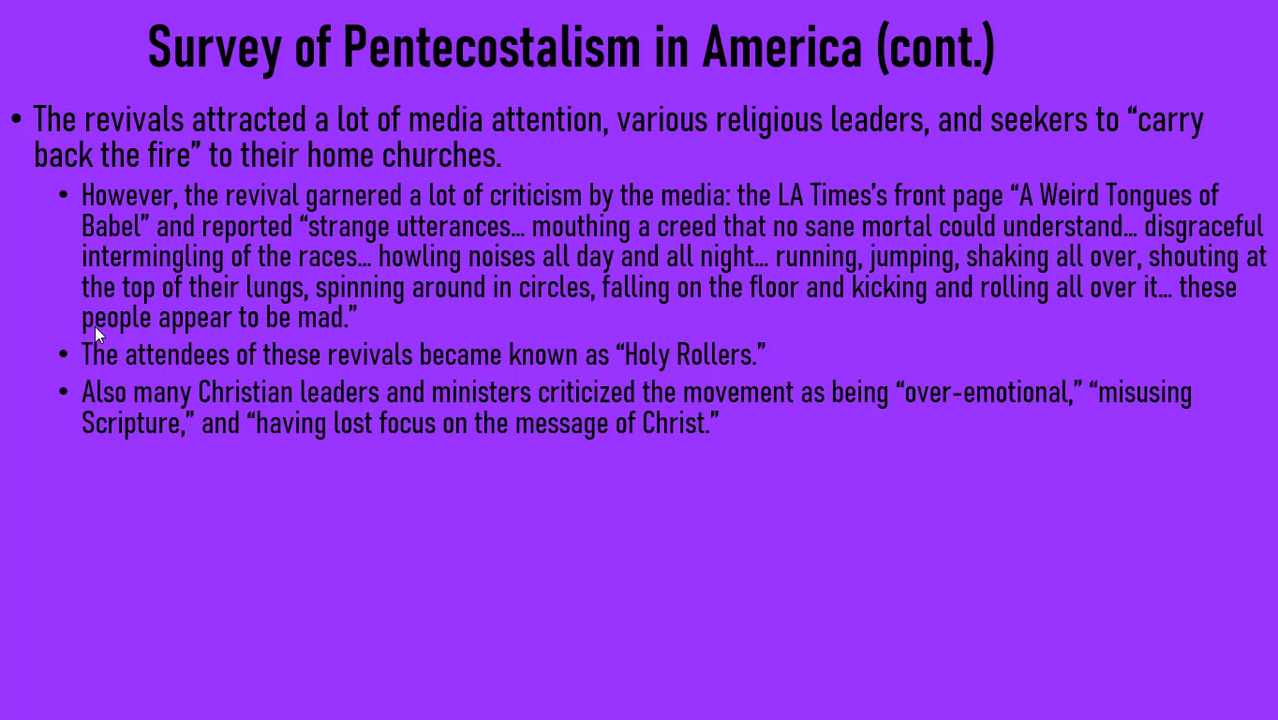 Survey of Pentecostalism in America (cont.)
• The revivals attracted a lot of media attention, various religious leaders, and seekers to “carry
back the fire” to their home churches.
• However, the revival garnered a lot of criticism by the media: the LA Times’s front page “A Weird Tongues of
Babel” and reported “strange utterances... mouthing a creed that no sane mortal could understand... disgraceful
intermingling of the races... howling noises all day and all night... running, jumping, shaking all over, shouting at
the top of their lungs, spinning around in circles, falling on the floor and kicking and rolling all over it... these
people appear to be mad.”
• The attendees of these revivals became known as “Holy Rollers.”
• Also many Christian leaders and ministers criticized the movement as being “over-emotional,” “misusing
Scripture,” and “having lost focus on the message of Christ.”